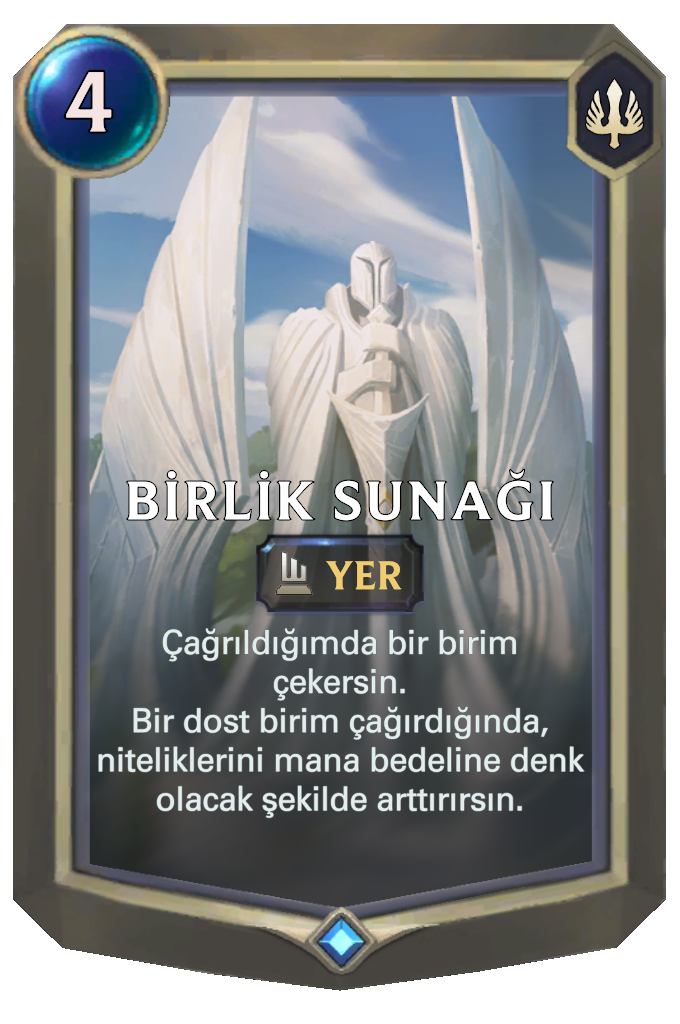 4
BİRLİK SUNAĞI
YER
Çağrıldığımda bir birim
çekersin.
Bir dost birim çağırdığında,
niteliklerini mana bedeline denk
olacak şekilde arttırırsın.